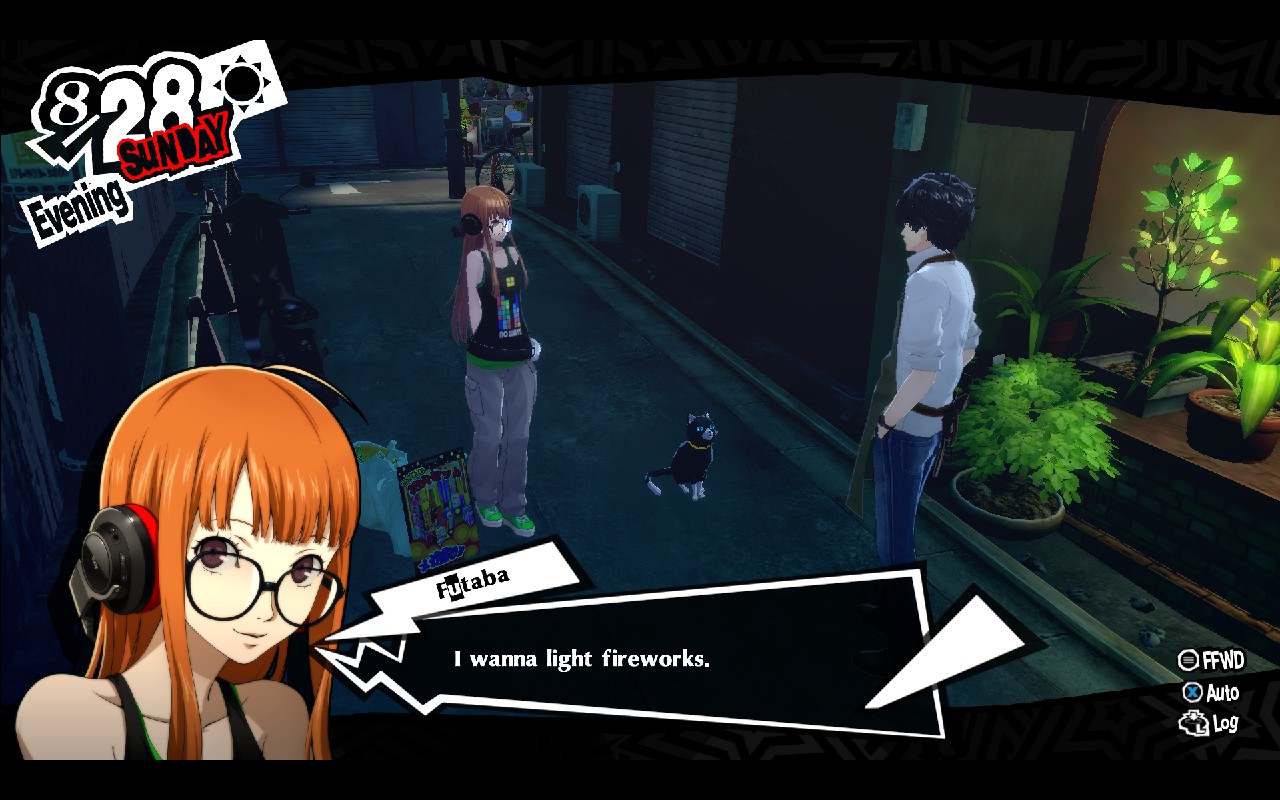 8/28
SUNDAY
Evening
Futaba
I wanna light fireworks.
FFWD
Auto
L Log